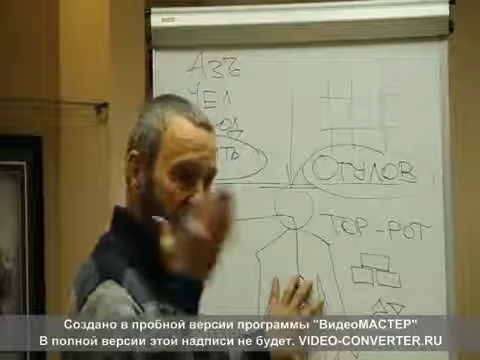 АЗЪ
ЧЕЛ
ОТУЛОВ
ТОР-РОТ
Создано в пробной версии программы "ВидеоМАСТЕР"
В полной версии этой надписи не будет. VIDEO-CONVERTER.RU